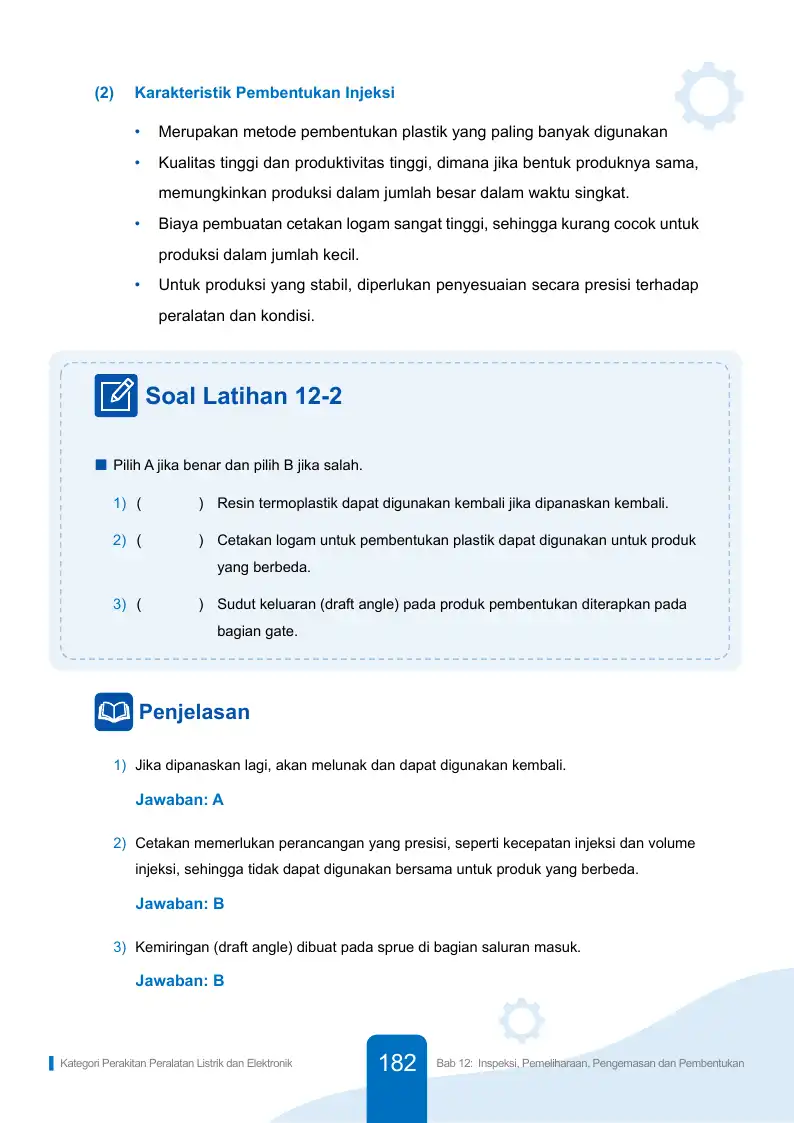 (2) Karakteristik Pembentukan Injeksi
• Merupakan metode pembentukan plastik yang paling banyak digunakan
• Kualitas tinggi dan produktivitas tinggi, dimana jika bentuk produknya sama,
memungkinkan produksi dalam jumlah besar dalam waktu singkat.
• Biaya pembuatan cetakan logam sangat tinggi, sehingga kurang cocok untuk
produksi dalam jumlah kecil.
• Untuk produksi yang stabil, diperlukan penyesuaian secara presisi terhadap
peralatan dan kondisi.
Soal Latihan 12-2
■ Pilih A jika benar dan pilih B jika salah.
1) ( ) Resin termoplastik dapat digunakan kembali jika dipanaskan kembali.
2) ( ) Cetakan logam untuk pembentukan plastik dapat digunakan untuk produk
yang berbeda.
3) ( ) Sudut keluaran (draft angle) pada produk pembentukan diterapkan pada
bagian gate.
Penjelasan
1) Jika dipanaskan lagi, akan melunak dan dapat digunakan kembali.
Jawaban: A
2) Cetakan memerlukan perancangan yang presisi, seperti kecepatan injeksi dan volume
injeksi, sehingga tidak dapat digunakan bersama untuk produk yang berbeda.
Jawaban: B
3) Kemiringan (draft angle) dibuat pada sprue di bagian saluran masuk.
Jawaban: B
Kategori Perakitan Peralatan Listrik dan Elektronik
182
Bab 12: Inspeksi, Pemeliharaan, Pengemasan dan Pembentukan